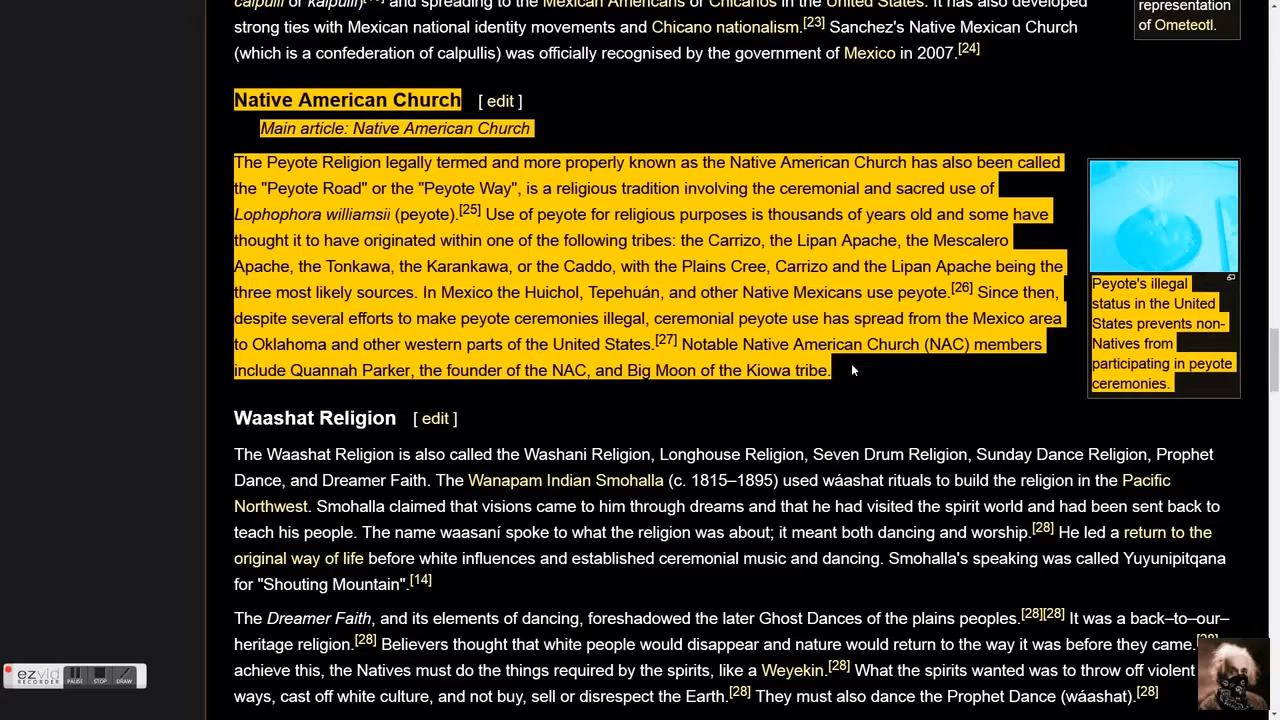 calpulli or kalpulli) and spreading to the Mexican Americans or Chicanos in the United States. It has also developed
strong ties with Mexican national identity movements and Chicano nationalism.[23] Sanchez's Native Mexican Church
(which is a confederation of calpullis) was officially recognised by the government of Mexico in 2007.[24]
representation
of Ometeotl.
Native American Church [ edit ]
Main article: Native American Church
The Peyote Religion legally termed and more properly known as the Native American Church has also been called
the "Peyote Road" or the "Peyote Way", is a religious tradition involving the ceremonial and sacred use of
Lophophora williamsii (peyote).[25] Use of peyote for religious purposes is thousands of years old and some have
thought it to have originated within one of the following tribes: the Carrizo, the Lipan Apache, the Mescalero
Apache, the Tonkawa, the Karankawa, or the Caddo, with the Plains Cree, Carrizo and the Lipan Apache being the
three most likely sources. In Mexico the Huichol, Tepehuán, and other Native Mexicans use peyote.[26] Since then,
despite several efforts to make peyote ceremonies illegal, ceremonial peyote use has spread from the Mexico area
to Oklahoma and other western parts of the United States.[27] Notable Native American Church (NAC) members
include Quannah Parker, the founder of the NAC, and Big Moon of the Kiowa tribe.
Peyote's illegal
status in the United
States prevents non-
Natives from
participating in peyote
ceremonies.
Waashat Religion [ edit ]
The Waashat Religion is also called the Washani Religion, Longhouse Religion, Seven Drum Religion, Sunday Dance Religion, Prophet
Dance, and Dreamer Faith. The Wanapam Indian Smohalla (c. 1815–1895) used wáashat rituals to build the religion in the Pacific
Northwest. Smohalla claimed that visions came to him through dreams and that he had visited the spirit world and had been sent back to
teach his people. The name waasaní spoke to what the religion was about; it meant both dancing and worship.[28] He led a return to the
original way of life before white influences and established ceremonial music and dancing. Smohalla's speaking was called Yuyunipitqana
for "Shouting Mountain".[14]
The Dreamer Faith, and its elements of dancing, foreshadowed the later Ghost Dances of the plains peoples.[28][28] It was a back–to–our–
heritage religion.[28] Believers thought that white people would disappear and nature would return to the way it was before they came.[28]
achieve this, the Natives must do the things required by the spirits, like a Weyekin.[28] What the spirits wanted was to throw off violent
ways, cast off white culture, and not buy, sell or disrespect the Earth.[28] They must also dance the Prophet Dance (wáashat).[28]
ezvid
RECORDER
PAUSE
STOP
DRAW